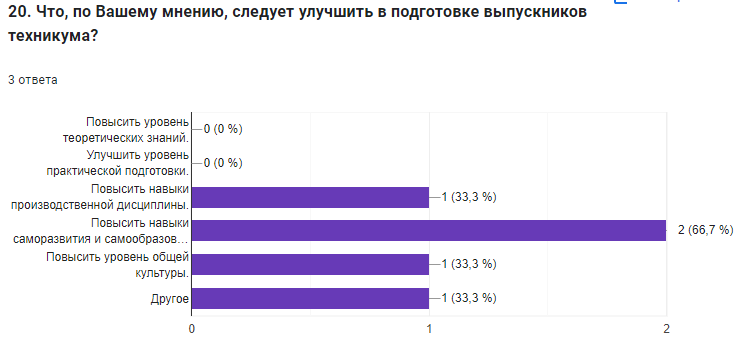 20. Что, по Вашему мнению, следует улучшить в подготовке выпускников
техникума?
3 ответа
Повысить уровень
теоретических знаний.
0 (0 %)
Улучшить уровень
практической подготовки.
0 (0 %)
Повысить навыки
производственной дисциплины.
1 (33,3 %)
Повысить навыки
саморазвития и самообразов…
2 (66,7 %)
Повысить уровень общей
культуры.
1 (33,3 %)
Другое
1 (33,3 %)
0 1 2